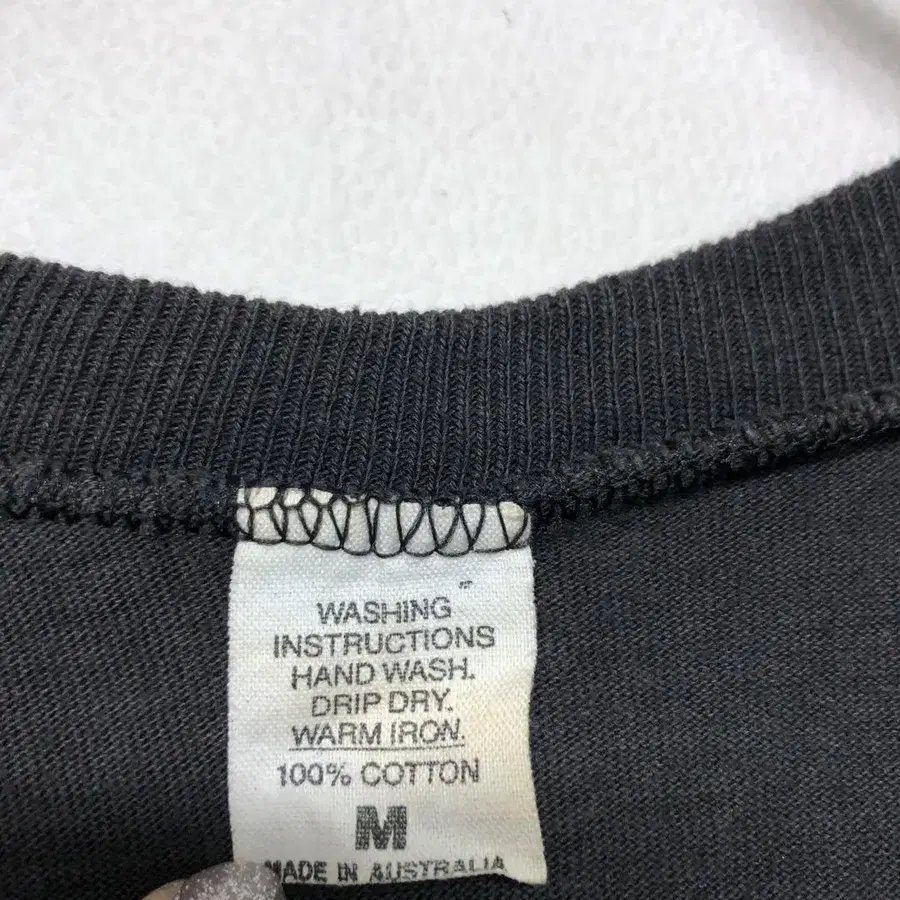 WASHING
INSTRUCTIONS
HAND WASH.
DRIP DRY.
WARM IRON.
100% COTTON
M
MADE IN AUSTRALIA